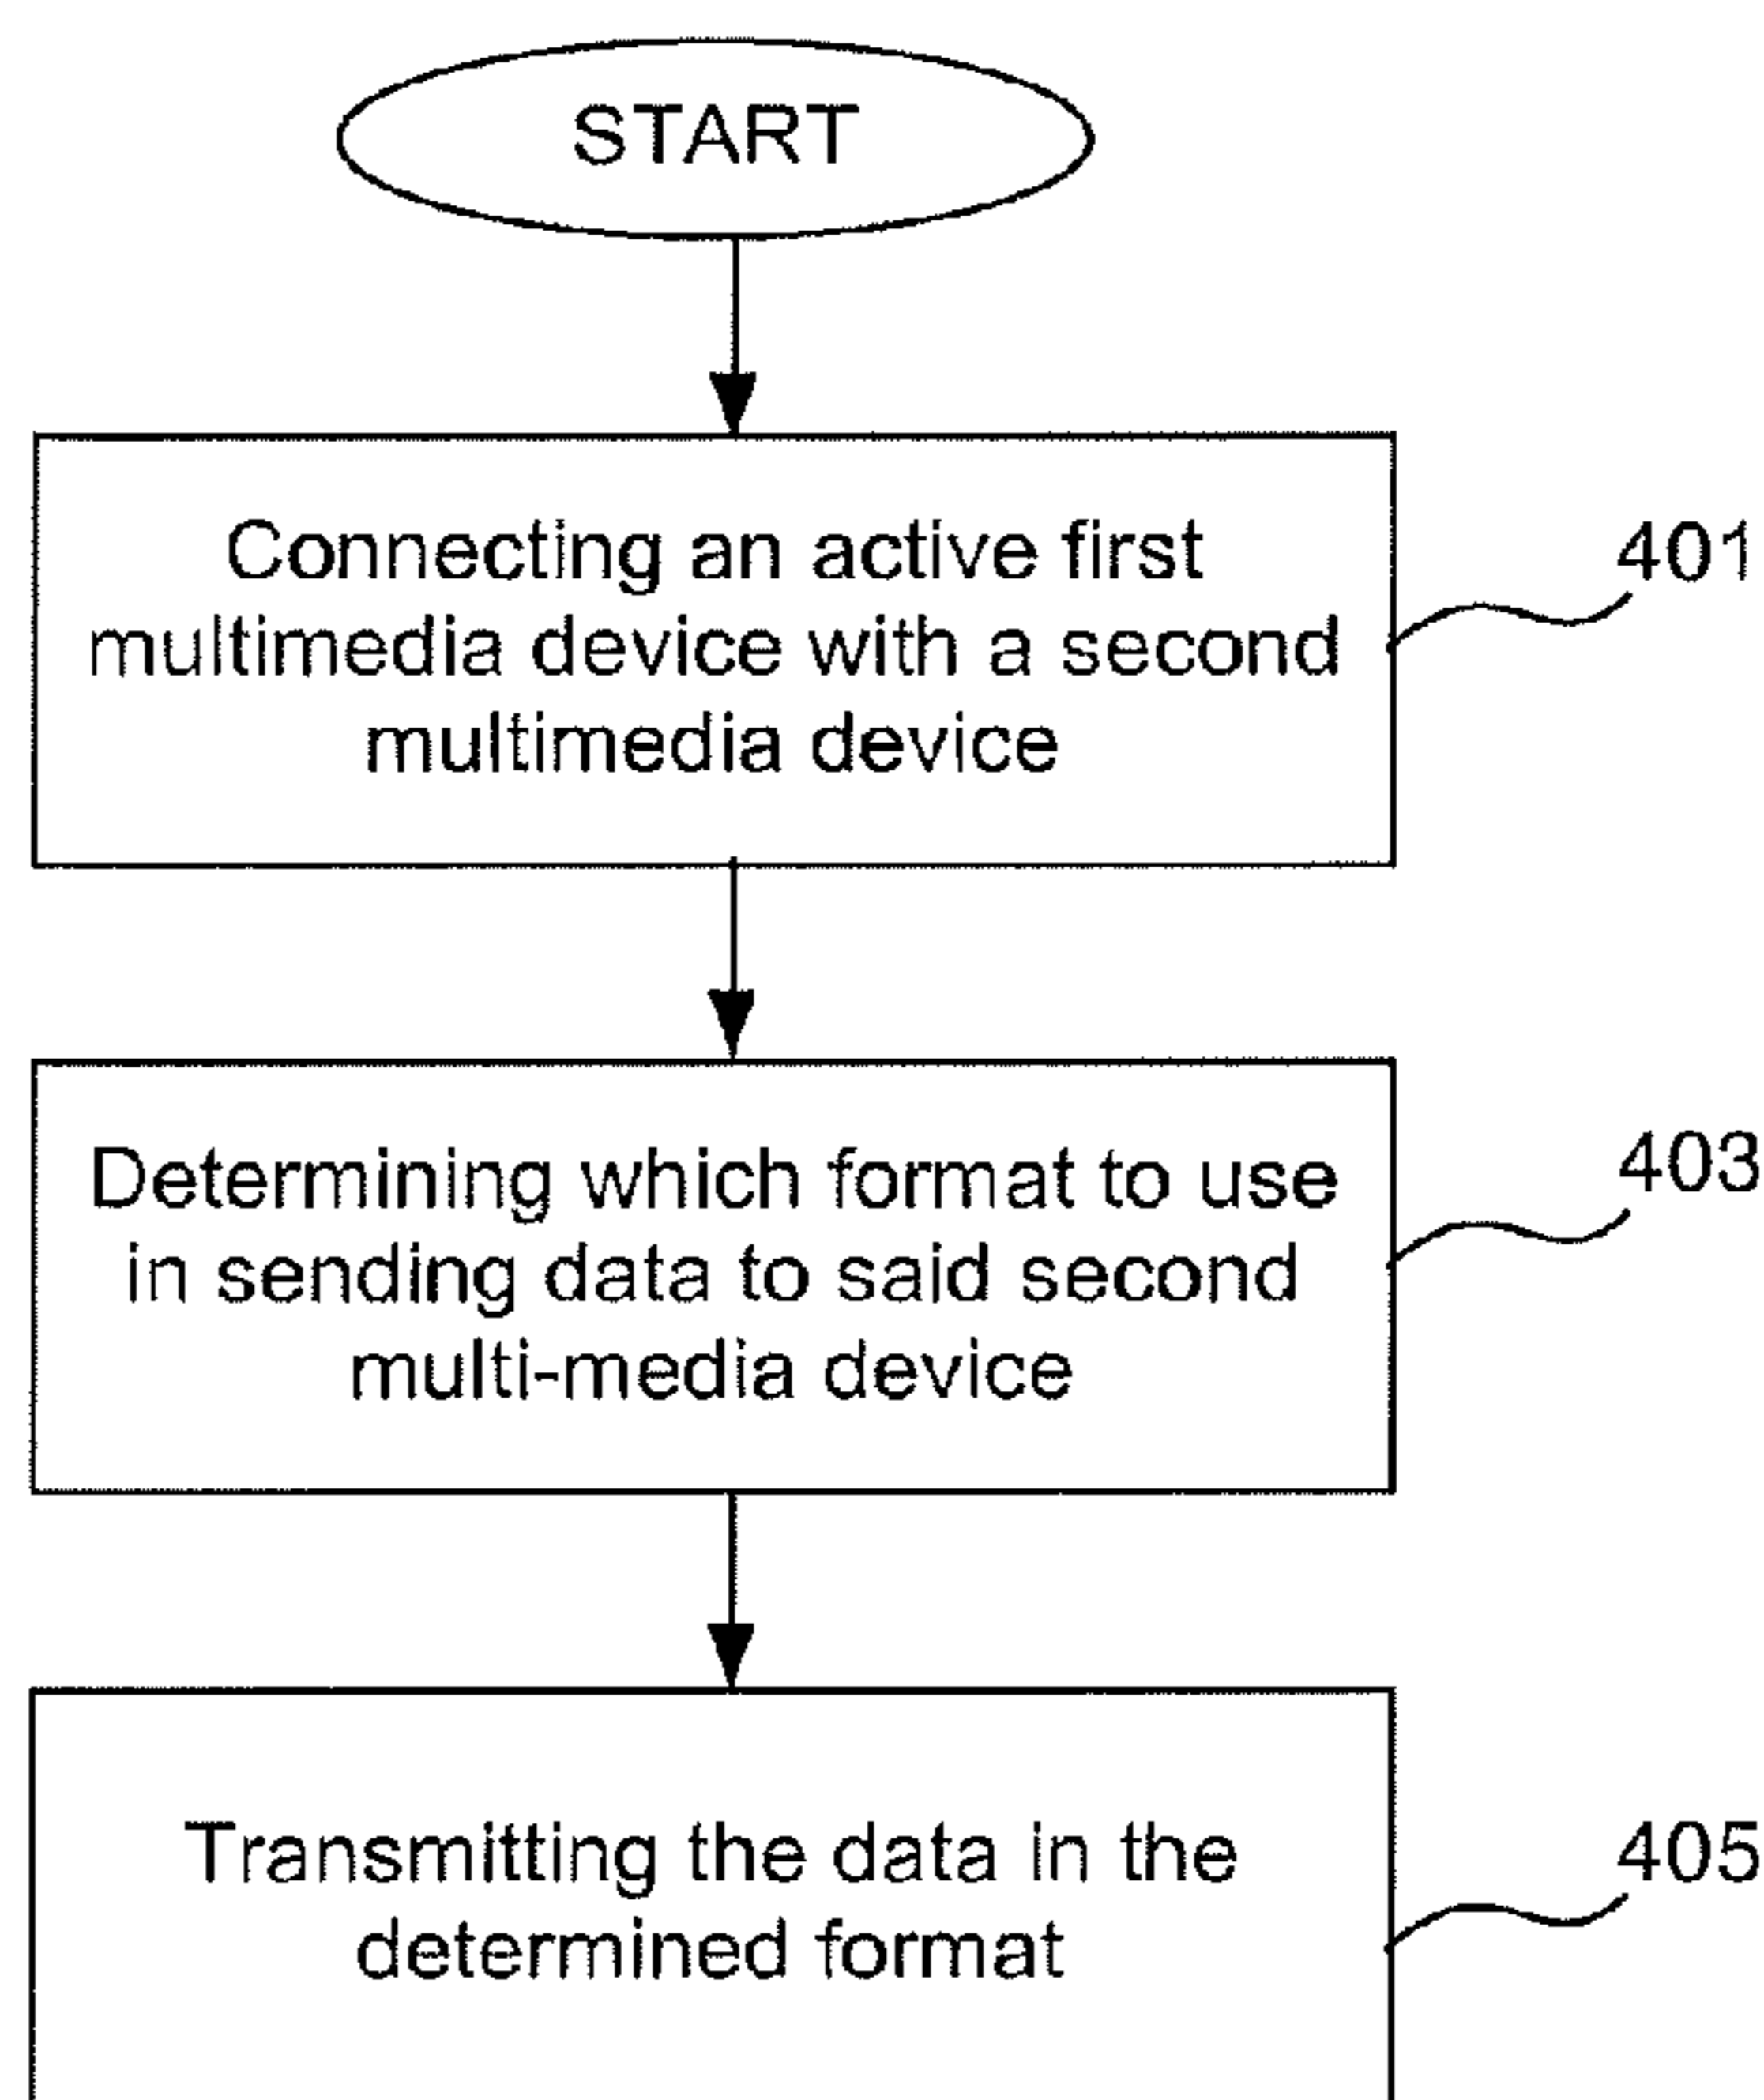 START
Connecting an active first
multimedia device with a second
multimedia device
401
Determining which format to use
in sending data to said second
multi-media device
403
Transmitting the data in the
determined format
405